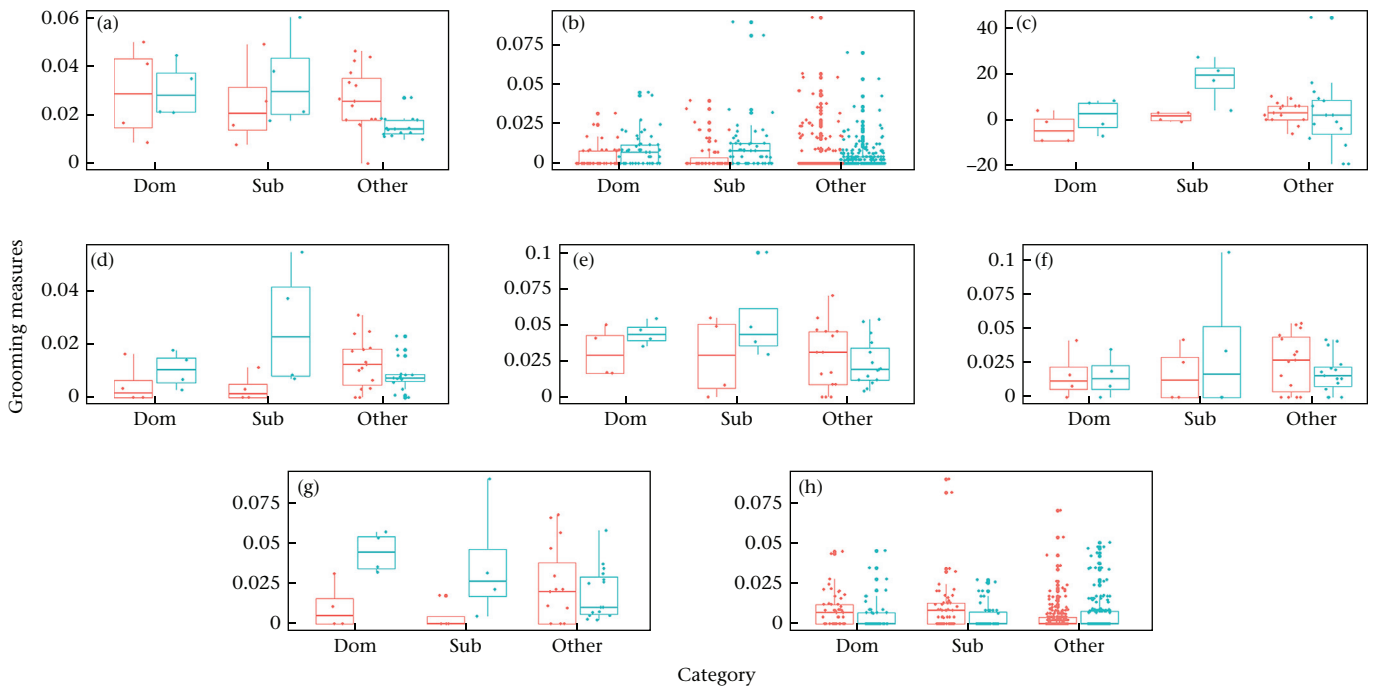 (a)
0.06
0.04
0.02
0
Dom Sub Other
(b)
0.075
0.05
0.025
0
Dom Sub Other
(c)
40
20
0
−20
Dom Sub Other
(d)
0.04
0.02
0
Dom Sub Other
(e)
0.1
0.075
0.05
0.025
0
Dom Sub Other
(f)
0.1
0.075
0.05
0.025
0
Dom Sub Other
Grooming measures
(g)
0.075
0.05
0.025
0
Dom Sub Other
(h)
0.075
0.05
0.025
0
Dom Sub Other
Category